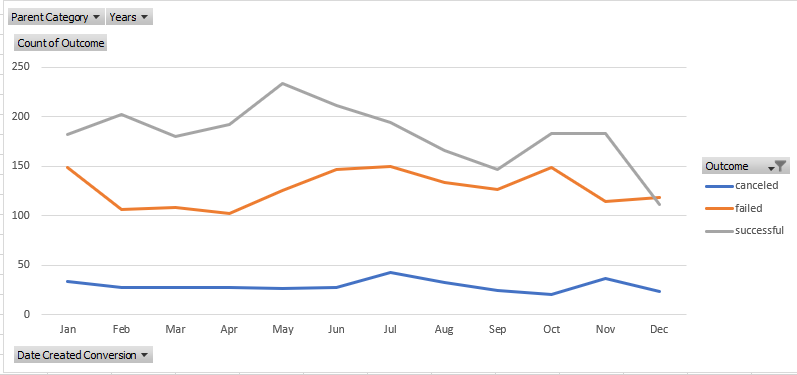 Parent Category Years
Count of Outcome
250
200
150
100
50
0
Jan Feb Mar Apr May Jun Jul Aug Sep Oct Nov Dec
Outcome
canceled
failed
successful
Date Created Conversion